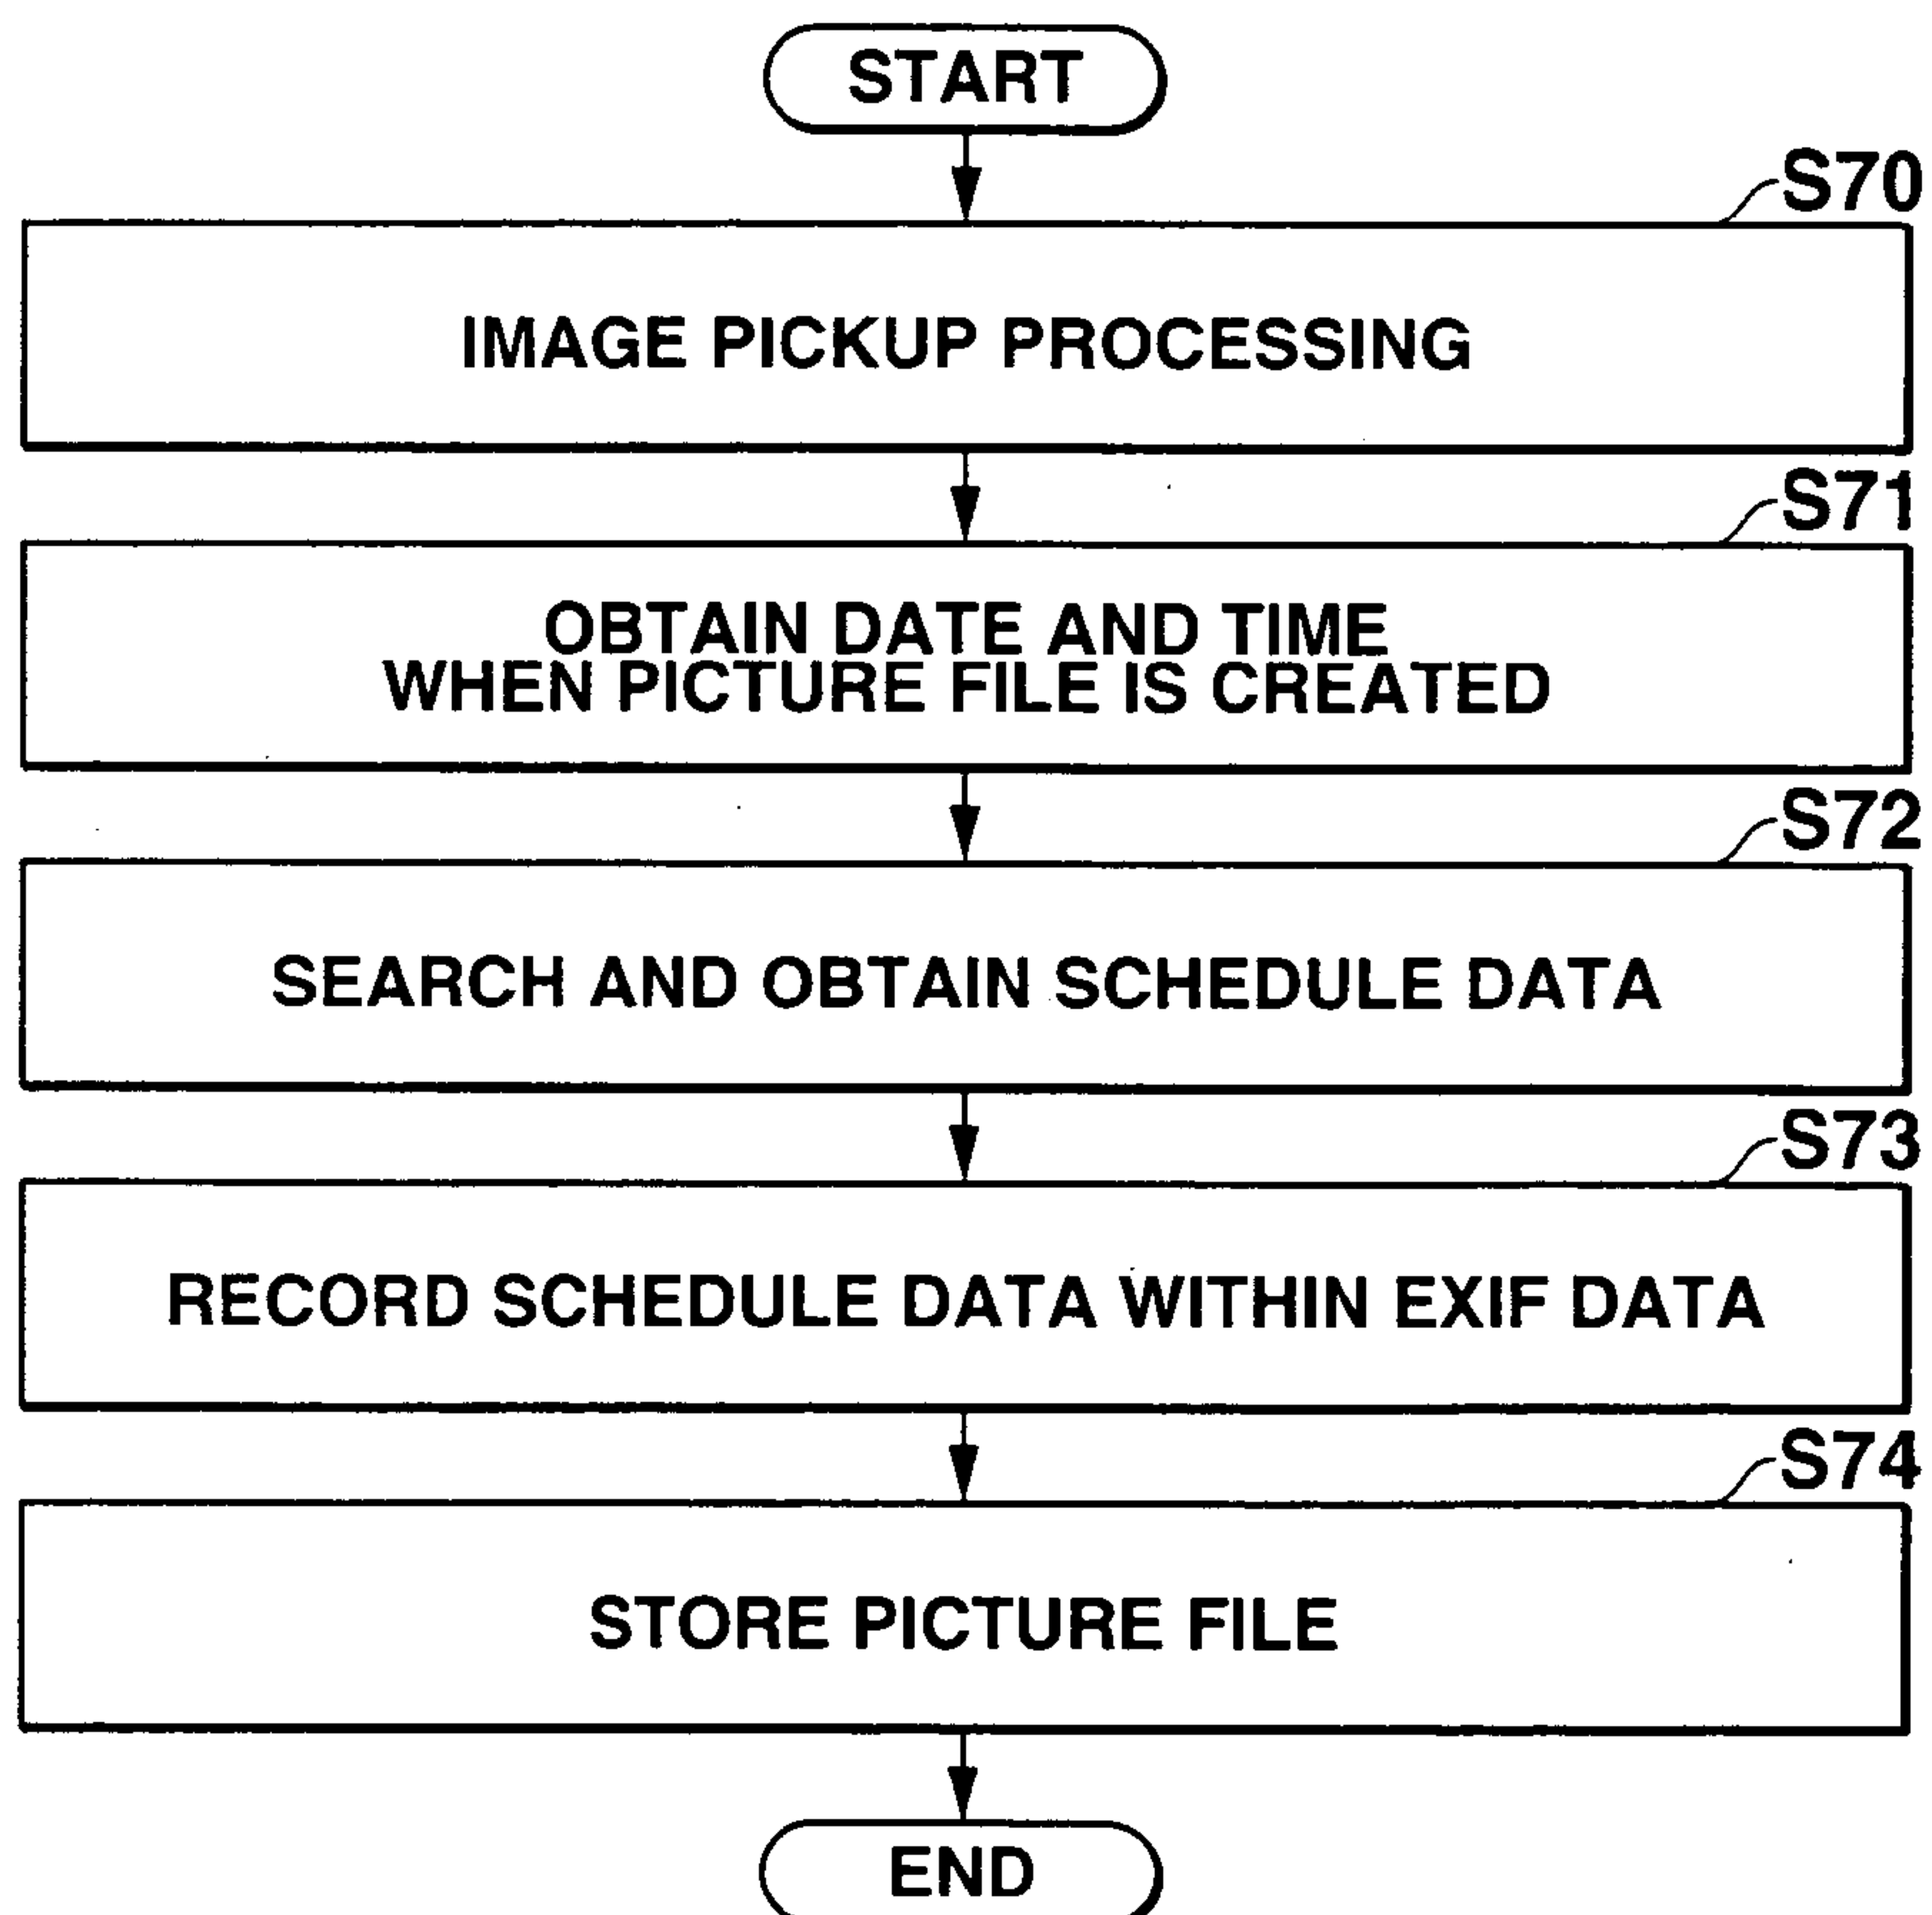 START
S70
IMAGE PICKUP PROCESSING
S71
OBTAIN DATE AND TIME
WHEN PICTURE FILE IS CREATED
S72
SEARCH AND OBTAIN SCHEDULE DATA
S73
RECORD SCHEDULE DATA WITHIN EXIF DATA
S74
STORE PICTURE FILE
END